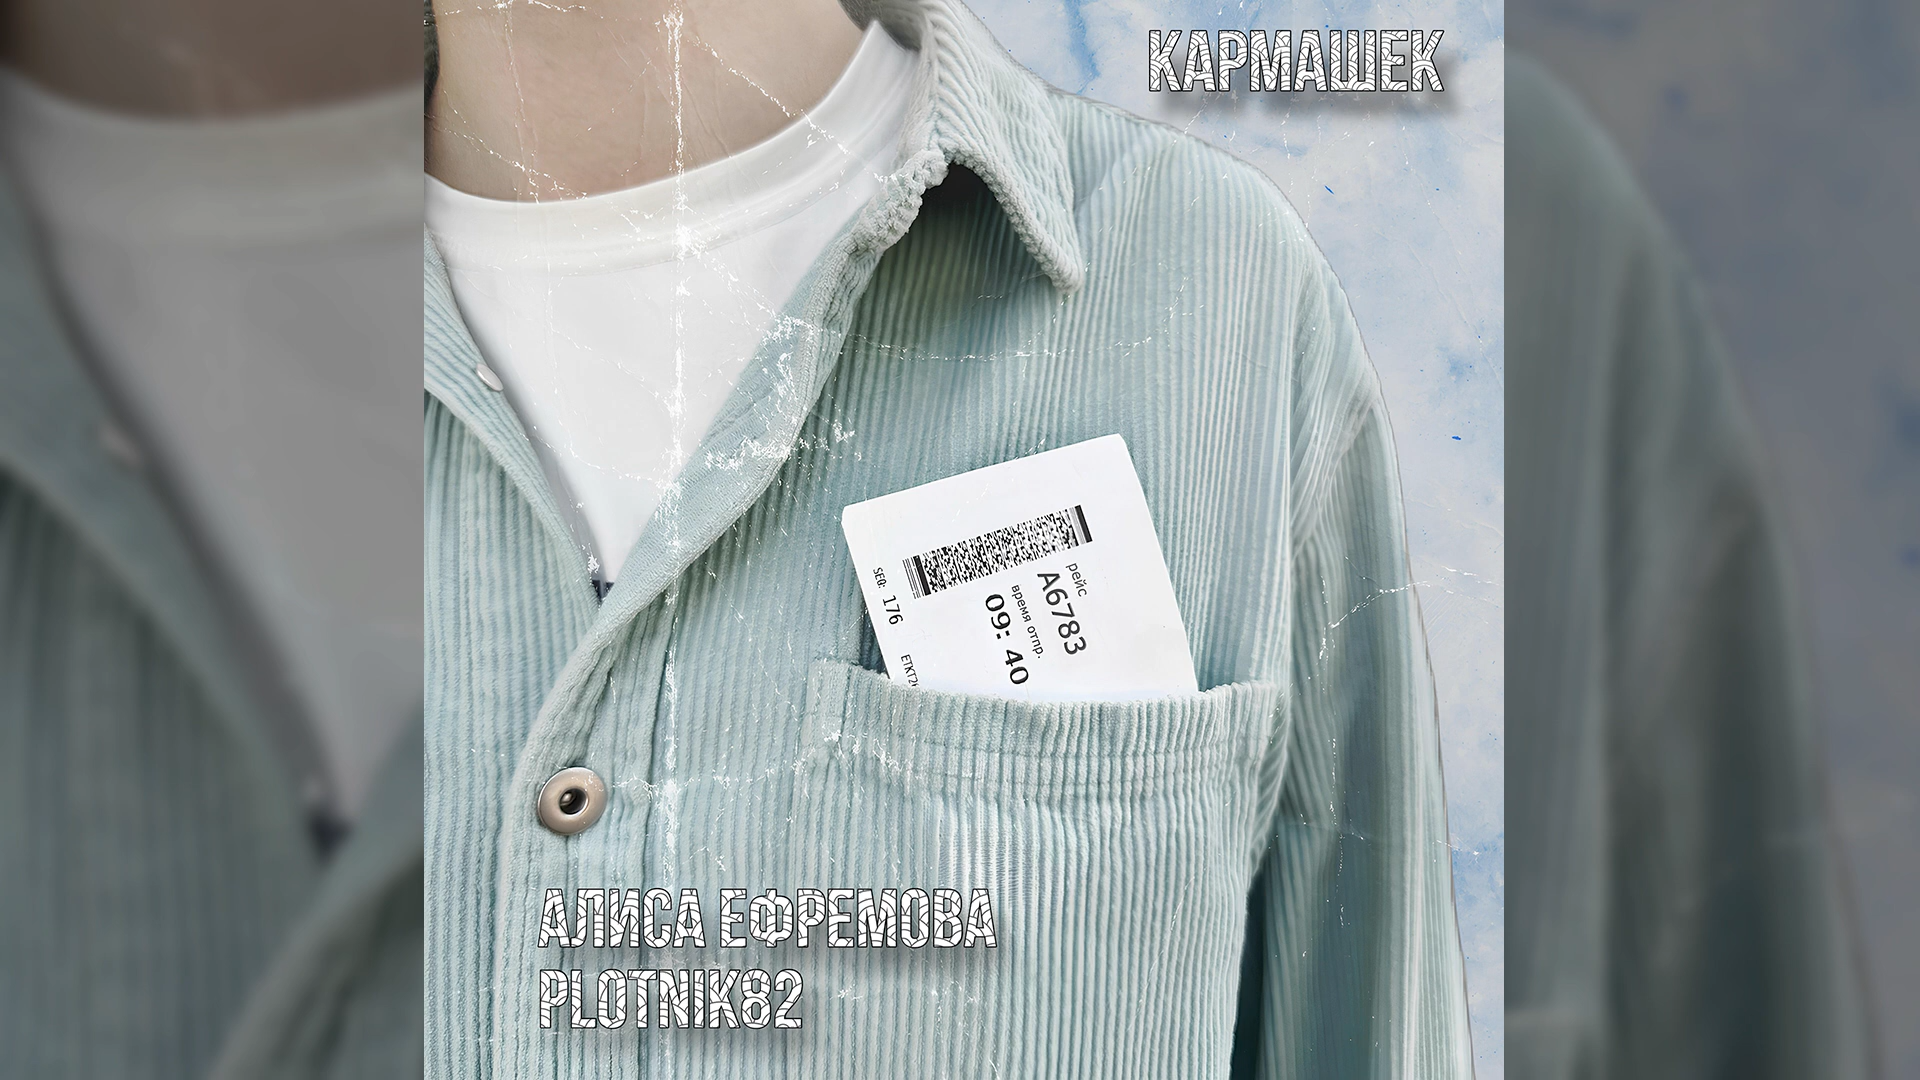 КАРМАШЕК
рейс
А6783
время отпр.
09: 40
SEQ: 176
АЛИСА ЕФРЕМОВА
PLOTNIK82